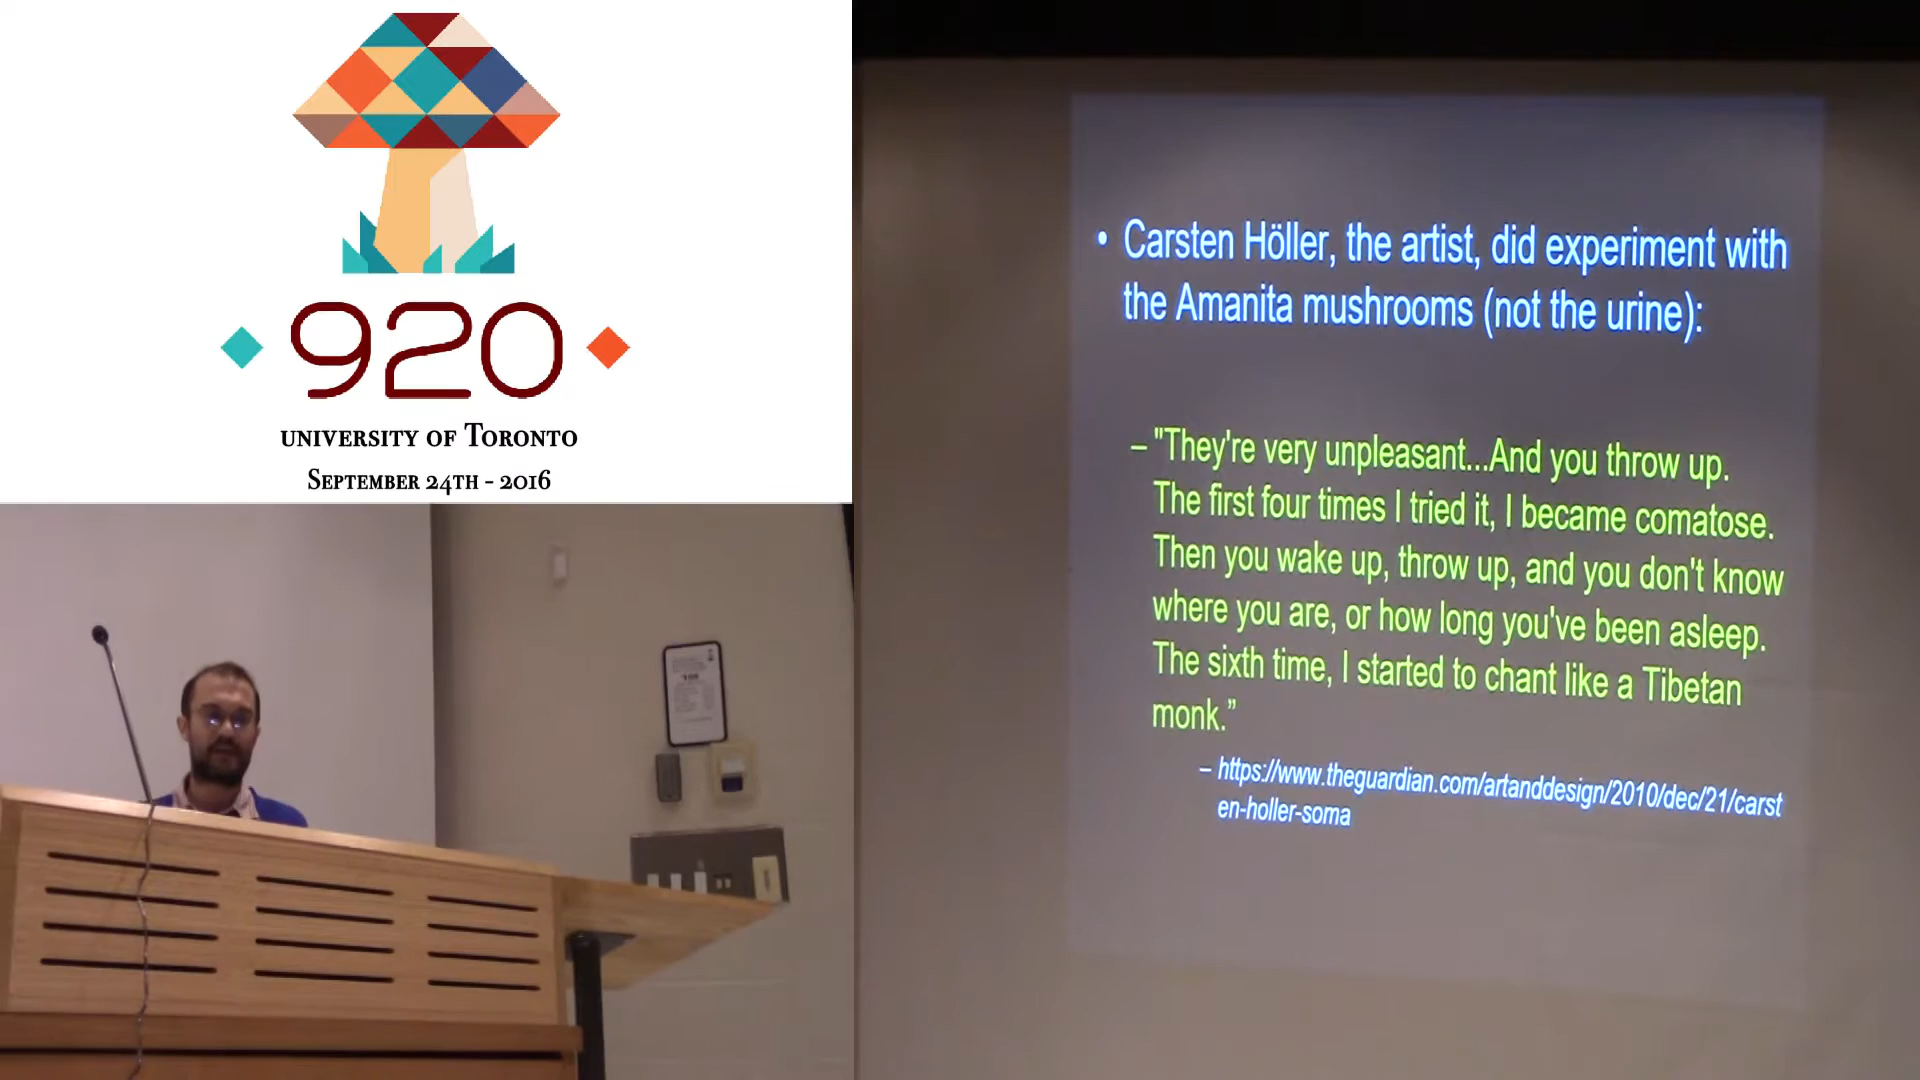 920
UNIVERSITY OF TORONTO
SEPTEMBER 24TH - 2016
• Carsten Höller, the artist, did experiment with
the Amanita mushrooms (not the urine):
– "They're very unpleasant...And you throw up.
The first four times I tried it, I became comatose.
Then you wake up, throw up, and you don't know
where you are, or how long you've been asleep.
The sixth time, I started to chant like a Tibetan
monk.”
– https://www.theguardian.com/artanddesign/2010/dec/21/carst
en-holler-soma